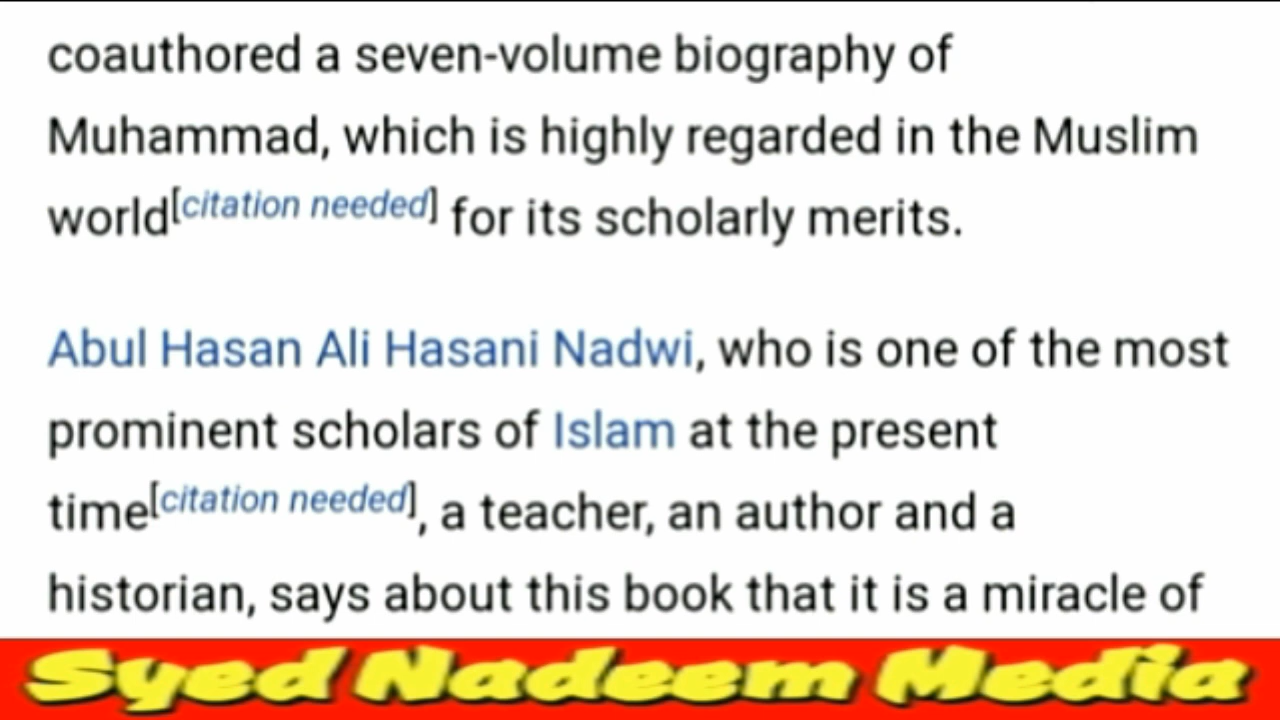 coauthored a seven-volume biography of
Muhammad, which is highly regarded in the Muslim
world[citation needed] for its scholarly merits.
Abul Hasan Ali Hasani Nadwi, who is one of the most
prominent scholars of Islam at the present
time[citation needed], a teacher, an author and a
historian, says about this book that it is a miracle of
Syed Nadeem Media